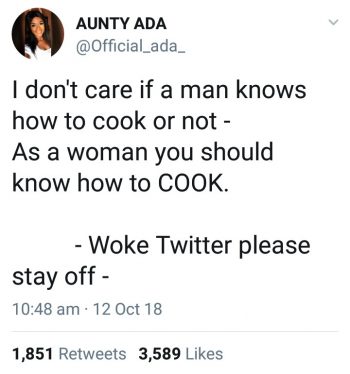 AUNTY ADA
@Official_ada_
I don't care if a man knows
how to cook or not -
As a woman you should
know how to COOK.
- Woke Twitter please
stay off -
10:48 am · 12 Oct 18
1,851 Retweets 3,589 Likes